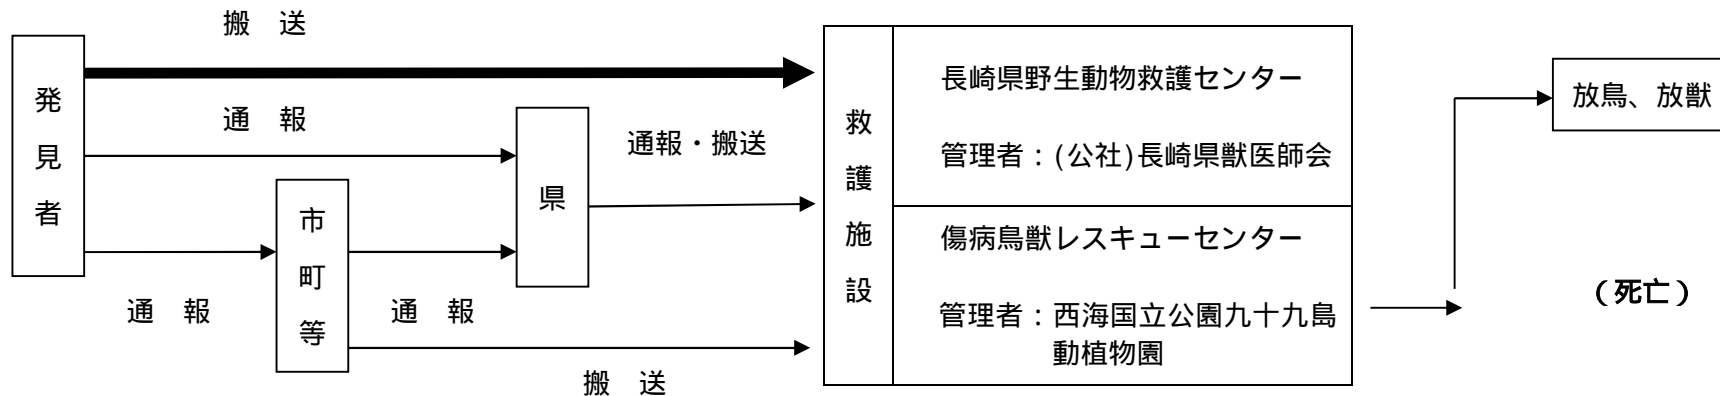 搬　送
発見者
通　報
通　報
市町等
通　報
県
通報・搬送
搬　送
救護施設
長崎県野生動物救護センター
管理者：(公社)長崎県獣医師会
傷病鳥獣レスキューセンター
管理者：西海国立公園九十九島
動植物園
放鳥、放獣
（死亡）